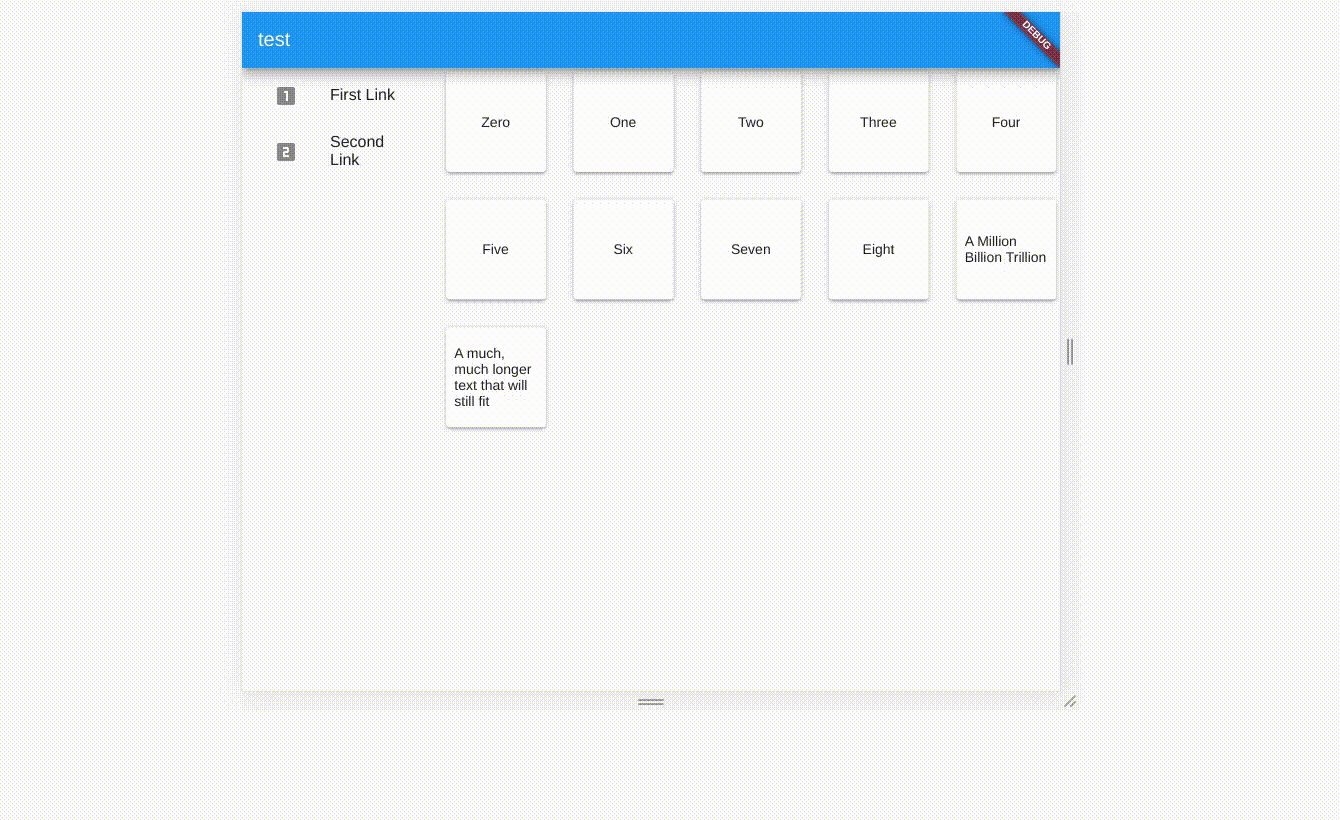 test
DEBUG
1
First Link
2
Second
Link
Zero
One
Two
Three
Four
Five
Six
Seven
Eight
A Million
Billion Trillion
A much,
much longer
text that will
still fit